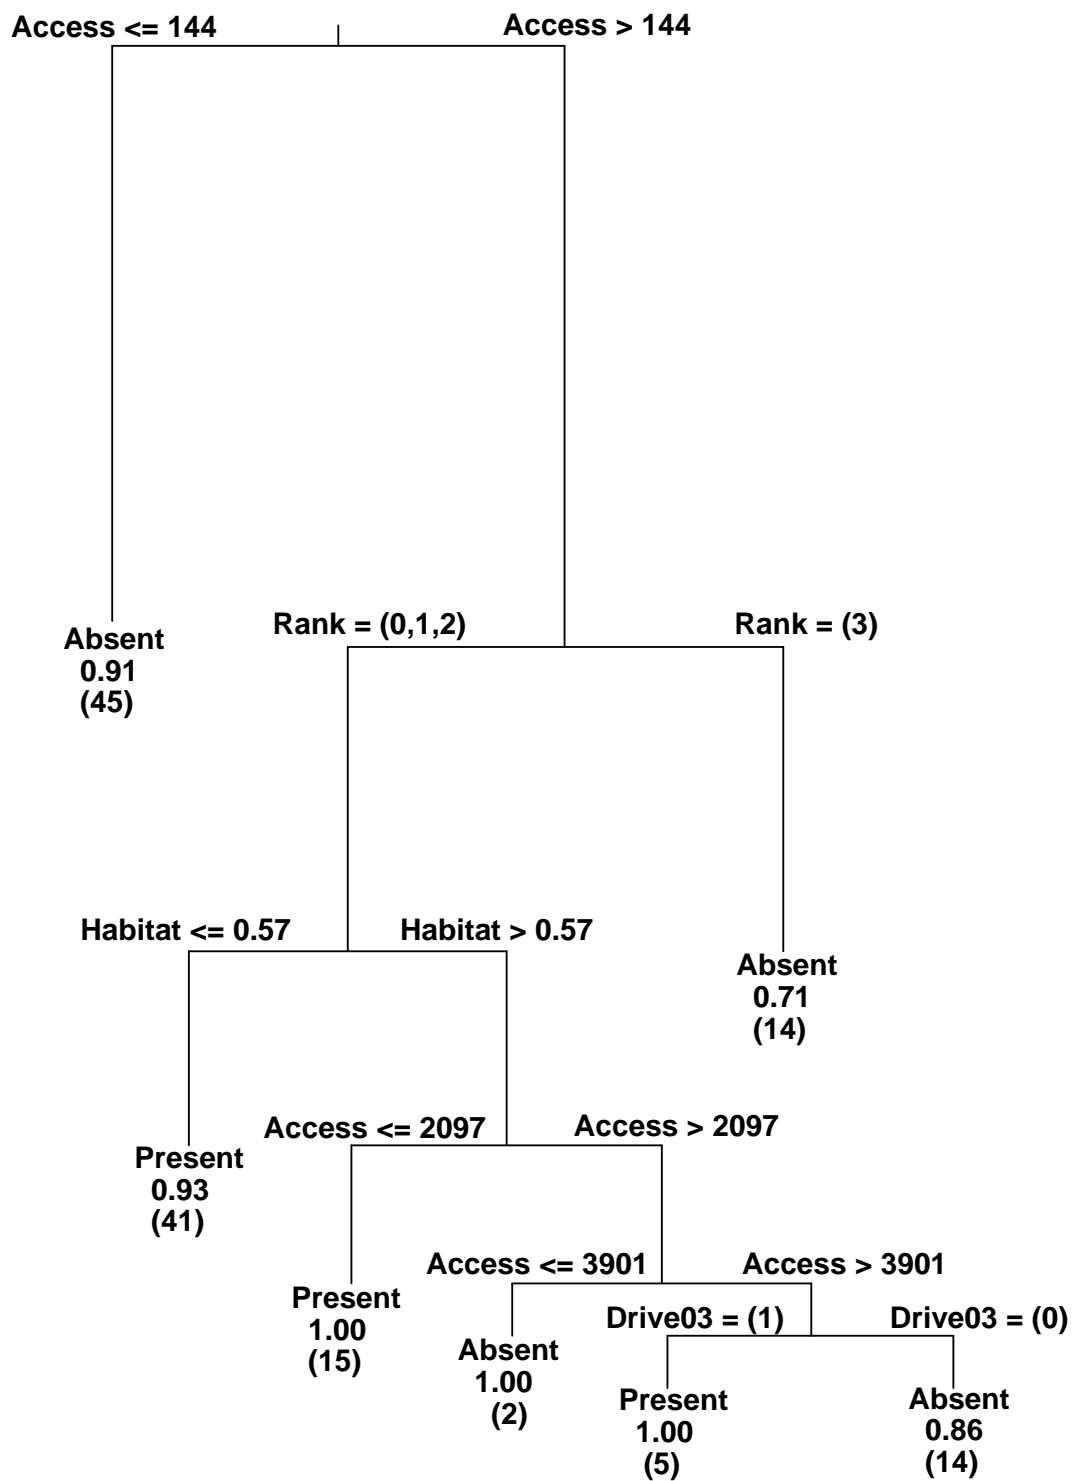 Access <= 144
Access > 144
Absent
0.91
(45)
Rank = (0,1,2)
Rank = (3)
Habitat <= 0.57
Habitat > 0.57
Absent
0.71
(14)
Present
0.93
(41)
Access <= 2097
Access > 2097
Present
1.00
(15)
Access <= 3901
Access > 3901
Absent
1.00
(2)
Drive03 = (1)
Drive03 = (0)
Present
1.00
(5)
Absent
0.86
(14)